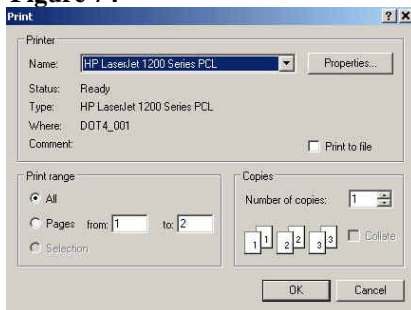 Print
Printer
Name: HP LaserJet 1200 Series PCL Properties...
Status: Ready
Type: HP LaserJet 1200 Series PCL
Where: DOT4_001
Comment: Print to file
Print range
All
Pages from: 1 to: 2
Selection
Copies
Number of copies: 1
1 1 2 2 3 3 Collate
OK Cancel